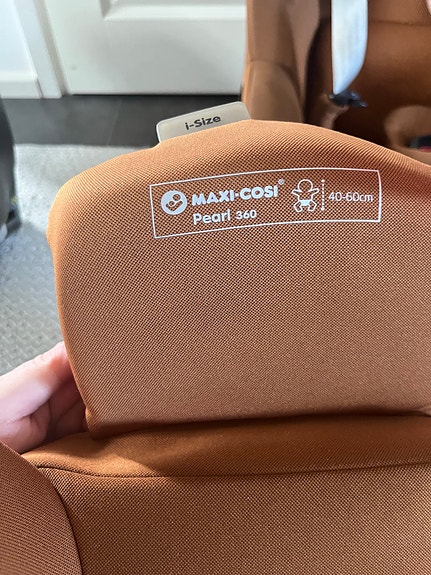 i-Size
MAXI-COSI®
Pearl 360
40-60cm